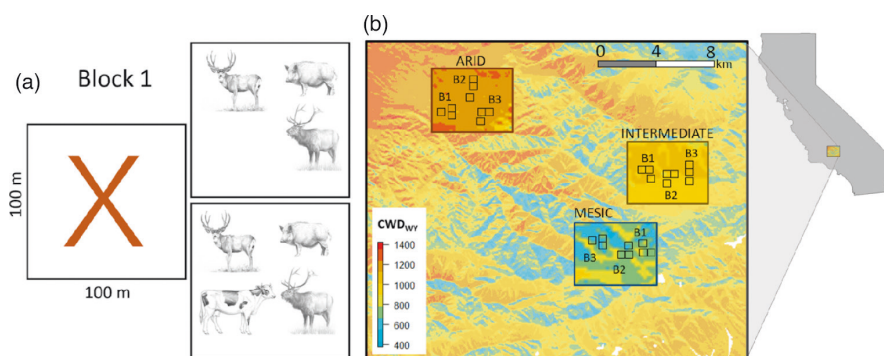 (a)
Block 1
100 m
100 m
(b)
ARID
B2
B1
B3
0 4 8
km
INTERMEDIATE
B1
B3
B2
MESIC
B1
B3
B2
CWDWY
1400
1200
1000
800
600
400